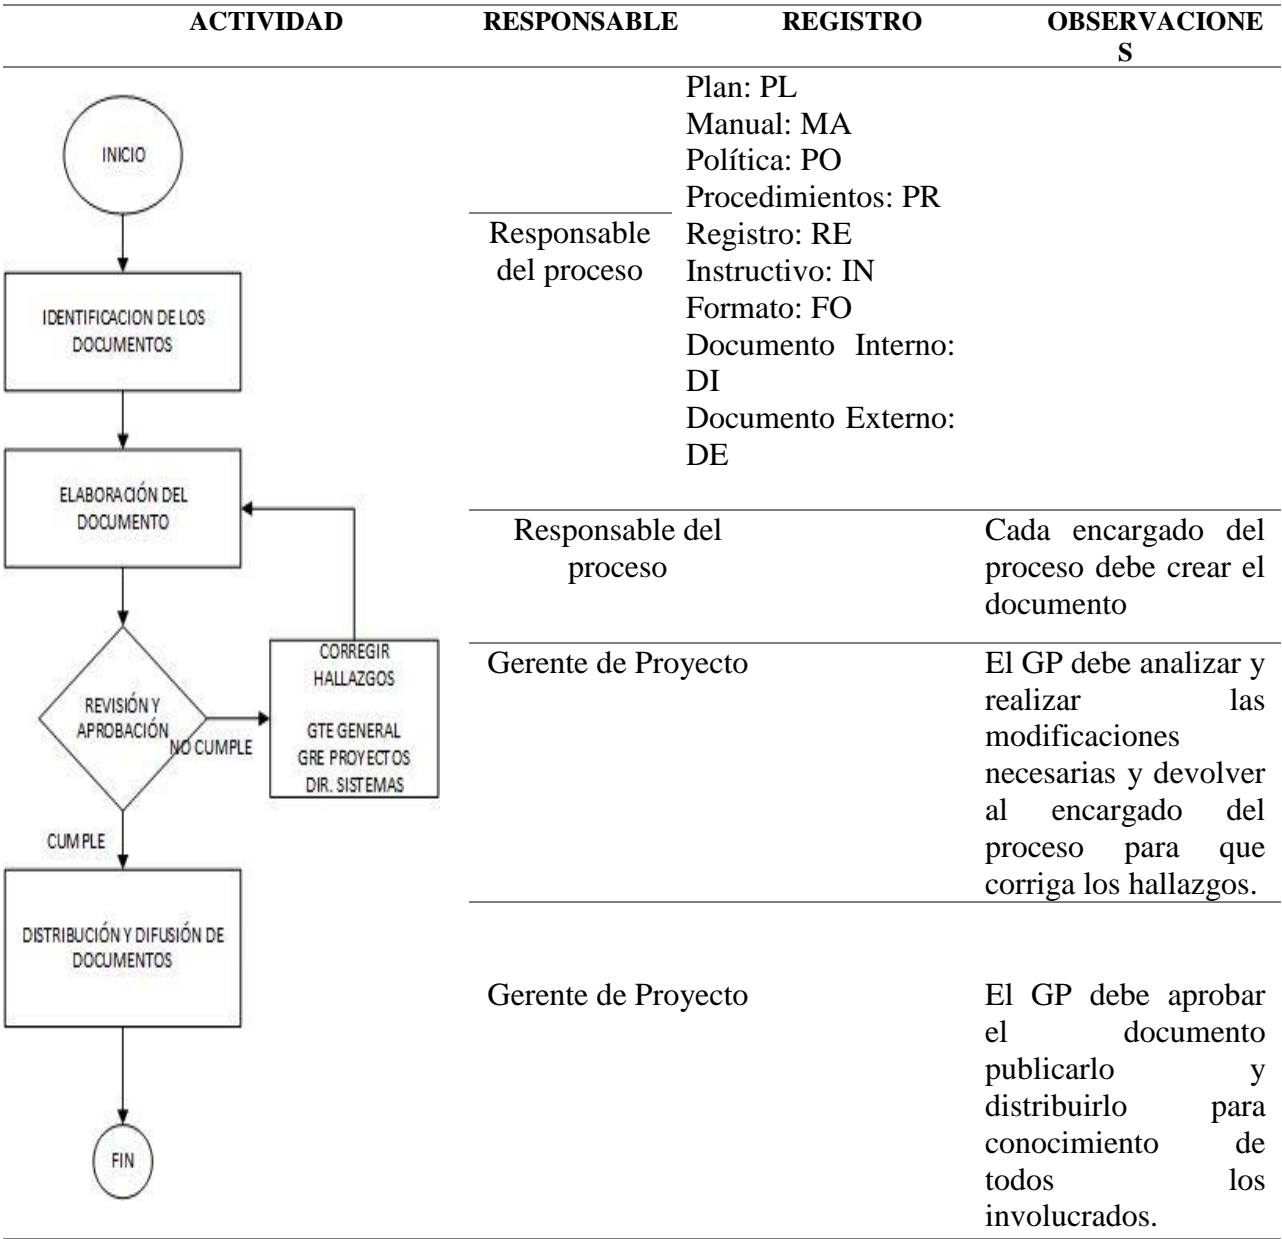 ACTIVIDAD RESPONSABLE REGISTRO OBSERVACIONE
S
INICIO
IDENTIFICACION DE LOS
DOCUMENTOS
ELABORACIÓN DEL
DOCUMENTO
REVISIÓN Y
APROBACIÓN
NO CUMPLE
CORREGIR
HALLAZGOS
GTE GENERAL
GRE PROYECTOS
DIR. SISTEMAS
CUMPLE
DISTRIBUCIÓN Y DIFUSIÓN DE
DOCUMENTOS
FIN
Responsable
del proceso
Plan: PL
Manual: MA
Política: PO
Procedimientos: PR
Registro: RE
Instructivo: IN
Formato: FO
Documento Interno:
DI
Documento Externo:
DE
Responsable del
proceso
Cada encargado del
proceso debe crear el
documento
Gerente de Proyecto
El GP debe analizar y
realizar las
modificaciones
necesarias y devolver
al encargado del
proceso para que
corriga los hallazgos.
Gerente de Proyecto
El GP debe aprobar
el documento
publicarlo y
distribuirlo para
conocimiento de
todos los
involucrados.